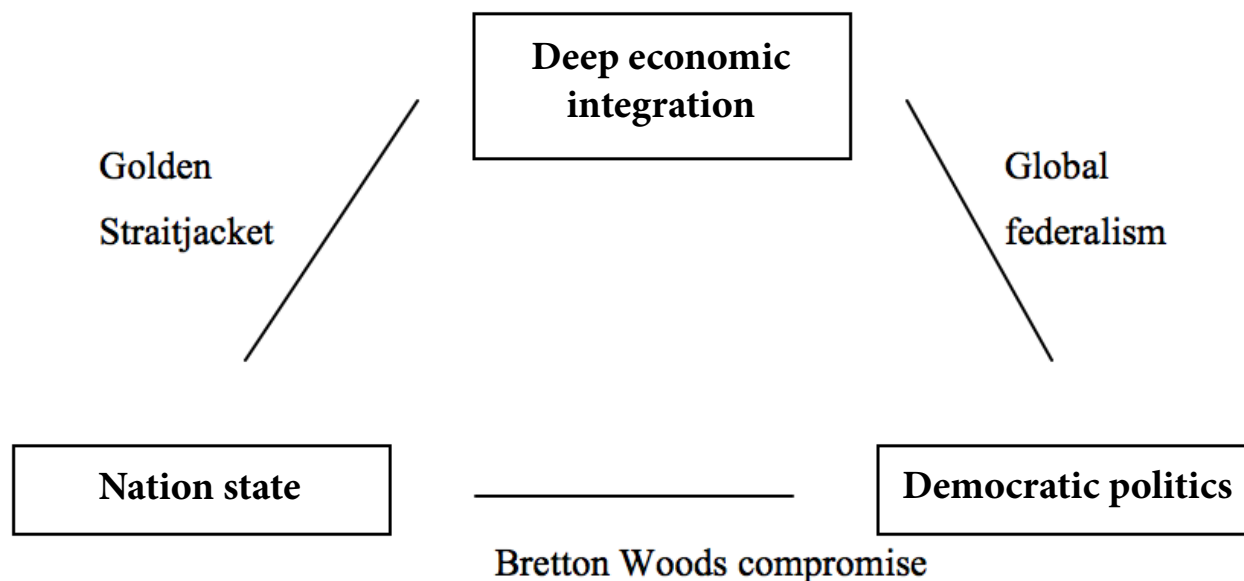 Deep economic
integration
Golden
Straitjacket
Global
federalism
Nation state
Democratic politics
Bretton Woods compromise